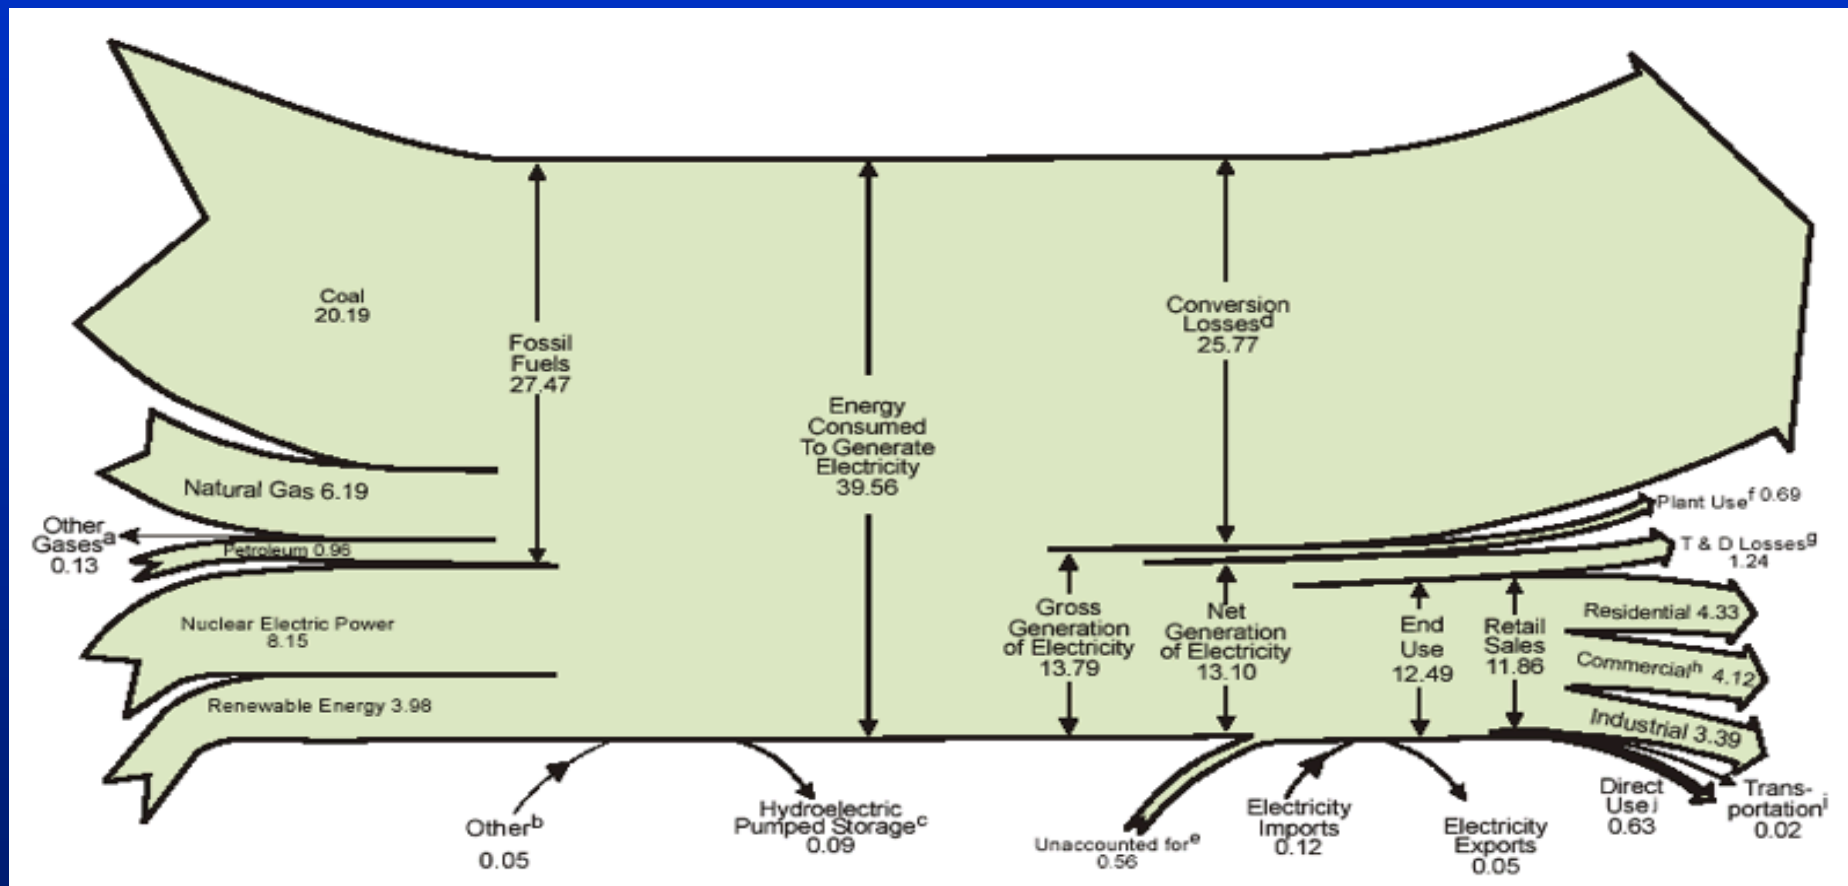 Coal
20.19
Fossil
Fuels
27.47
Natural Gas 6.19
Other
Gasesa
0.13
Petroleum 0.96
Nuclear Electric Power
8.15
Renewable Energy 3.98
Energy
Consumed
To Generate
Electricity
39.56
Otherb
0.05
Hydroelectric
Pumped Storagec
0.09
Conversion
Lossesd
25.77
Gross
Generation
of Electricity
13.79
Net
Generation
of Electricity
13.10
End
Use
12.49
Retail
Sales
11.86
Unaccounted fore
0.56
Electricity
Imports
0.12
Electricity
Exports
0.05
Plant Usef 0.69
T & D Lossesg
1.24
Residential 4.33
Commercialh 4.12
Industrial 3.39
Direct
Usej
0.63
Trans-
portationi
0.02